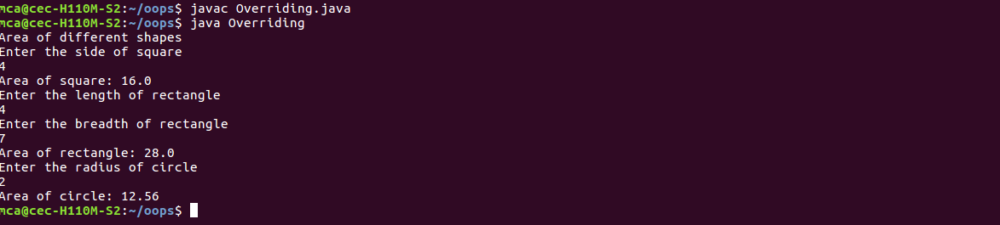 mca@cec-H110M-S2:~/oops$ javac Overriding.java
mca@cec-H110M-S2:~/oops$ java Overriding
Area of different shapes
Enter the side of square
4
Area of square: 16.0
Enter the length of rectangle
4
Enter the breadth of rectangle
7
Area of rectangle: 28.0
Enter the radius of circle
2
Area of circle: 12.56
mca@cec-H110M-S2:~/oops$